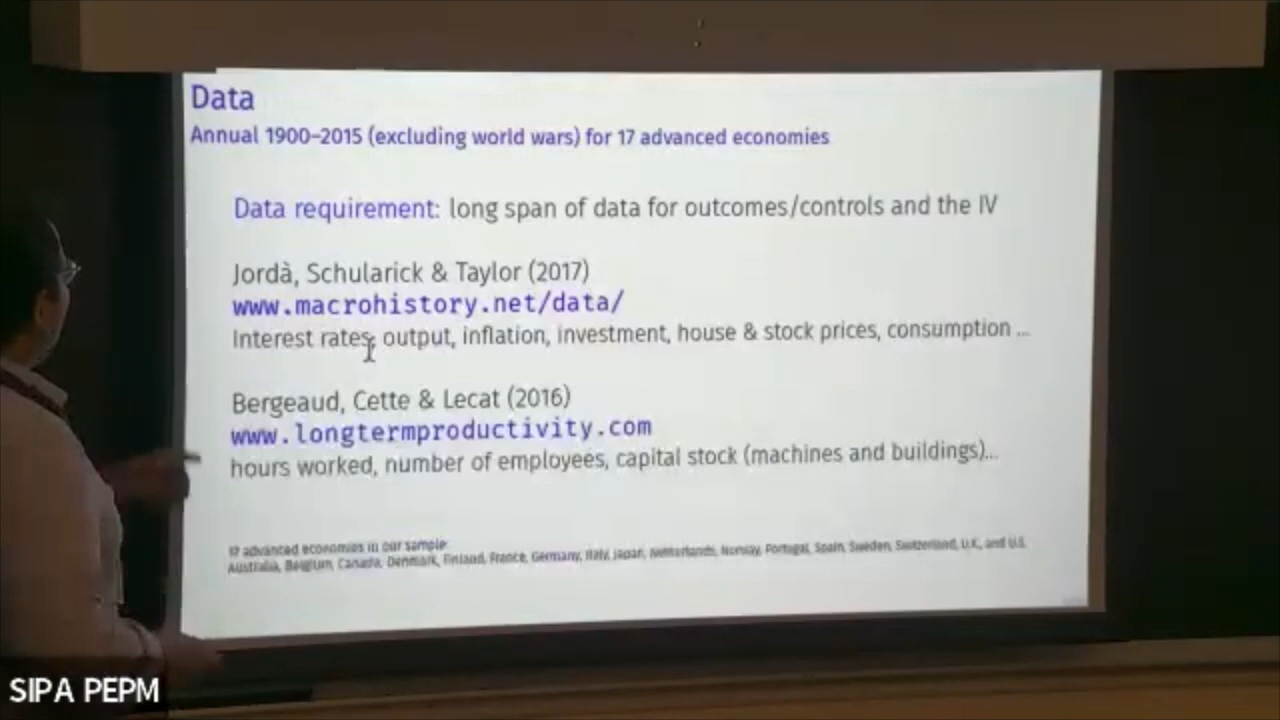 Data
Annual 1900–2015 (excluding world wars) for 17 advanced economies
Data requirement: long span of data for outcomes/controls and the IV
Jordà, Schularick & Taylor (2017)
www.macrohistory.net/data/
Interest rates, output, inflation, investment, house & stock prices, consumption ...
Bergeaud, Cette & Lecat (2016)
www.longtermproductivity.com
hours worked, number of employees, capital stock (machines and buildings)...
17 advanced economies in our sample:
Australia, Belgium, Canada, Denmark, Finland, France, Germany, Italy, Japan, Netherlands, Norway, Portugal, Spain, Sweden, Switzerland, U.K., and U.S.
SIPA PEPM